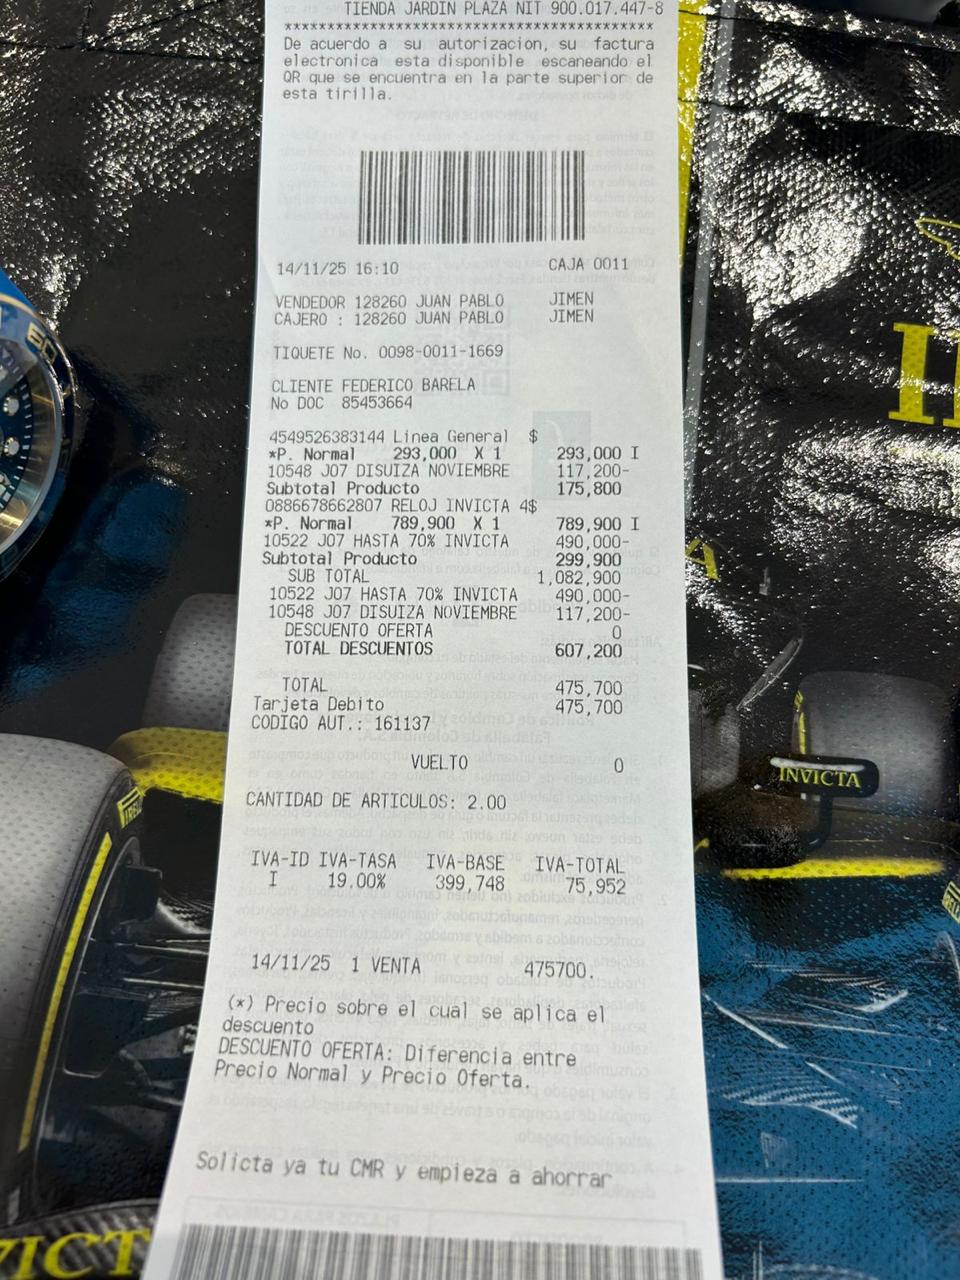 TIENDA JARDIN PLAZA NIT 900.017.447-8
******************************************
De acuerdo a su autorizacion, su factura
electronica esta disponible escaneando el
QR que se encuentra en la parte superior de
esta tirilla.
14/11/25 16:10 CAJA 0011
VENDEDOR 128260 JUAN PABLO JIMEN
CAJERO : 128260 JUAN PABLO JIMEN
TIQUETE No. 0098-0011-1669
CLIENTE FEDERICO BARELA
No DOC 85453664
4549526383144 Linea General $
*P. Normal 293,000 X 1 293,000 I
10548 J07 DISUIZA NOVIEMBRE 117,200-
Subtotal Producto 175,800
0886678662807 RELOJ INVICTA 4$
*P. Normal 789,900 X 1 789,900 I
10522 J07 HASTA 70% INVICTA 490,000-
Subtotal Producto 299,900
SUB TOTAL 1,082,900
10522 J07 HASTA 70% INVICTA 490,000-
10548 J07 DISUIZA NOVIEMBRE 117,200-
DESCUENTO OFERTA 0
TOTAL DESCUENTOS 607,200
TOTAL 475,700
Tarjeta Debito 475,700
CODIGO AUT.: 161137
VUELTO 0
CANTIDAD DE ARTICULOS: 2.00
IVA-ID IVA-TASA IVA-BASE IVA-TOTAL
I 19.00% 399,748 75,952
14/11/25 1 VENTA 475700.
(*) Precio sobre el cual se aplica el
descuento
DESCUENTO OFERTA: Diferencia entre
Precio Normal y Precio Oferta.
Solicta ya tu CMR y empieza a ahorrar
60
INVICTA
PIRELLI